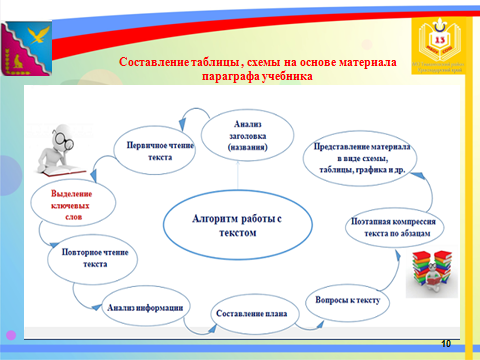 Составление таблицы , схемы на основе материала
параграфа учебника
13
Анализ
заголовка
(названия)
Первичное чтение
текста
Выделение
ключевых
слов
Повторное чтение
текста
Анализ информации
Составление плана
Вопросы к тексту
Поэтапная компрессия
текста по абзацам
Представление материала
в виде схемы,
таблицы, графика и др.
Алгоритм работы с
текстом
10